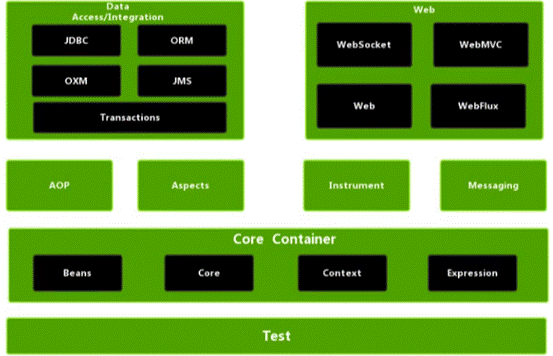 Data
Access/Integration
JDBC
ORM
OXM
JMS
Transactions
Web
WebSocket
WebMVC
Web
WebFlux
AOP
Aspects
Instrument
Messaging
Core Container
Beans
Core
Context
Expression
Test